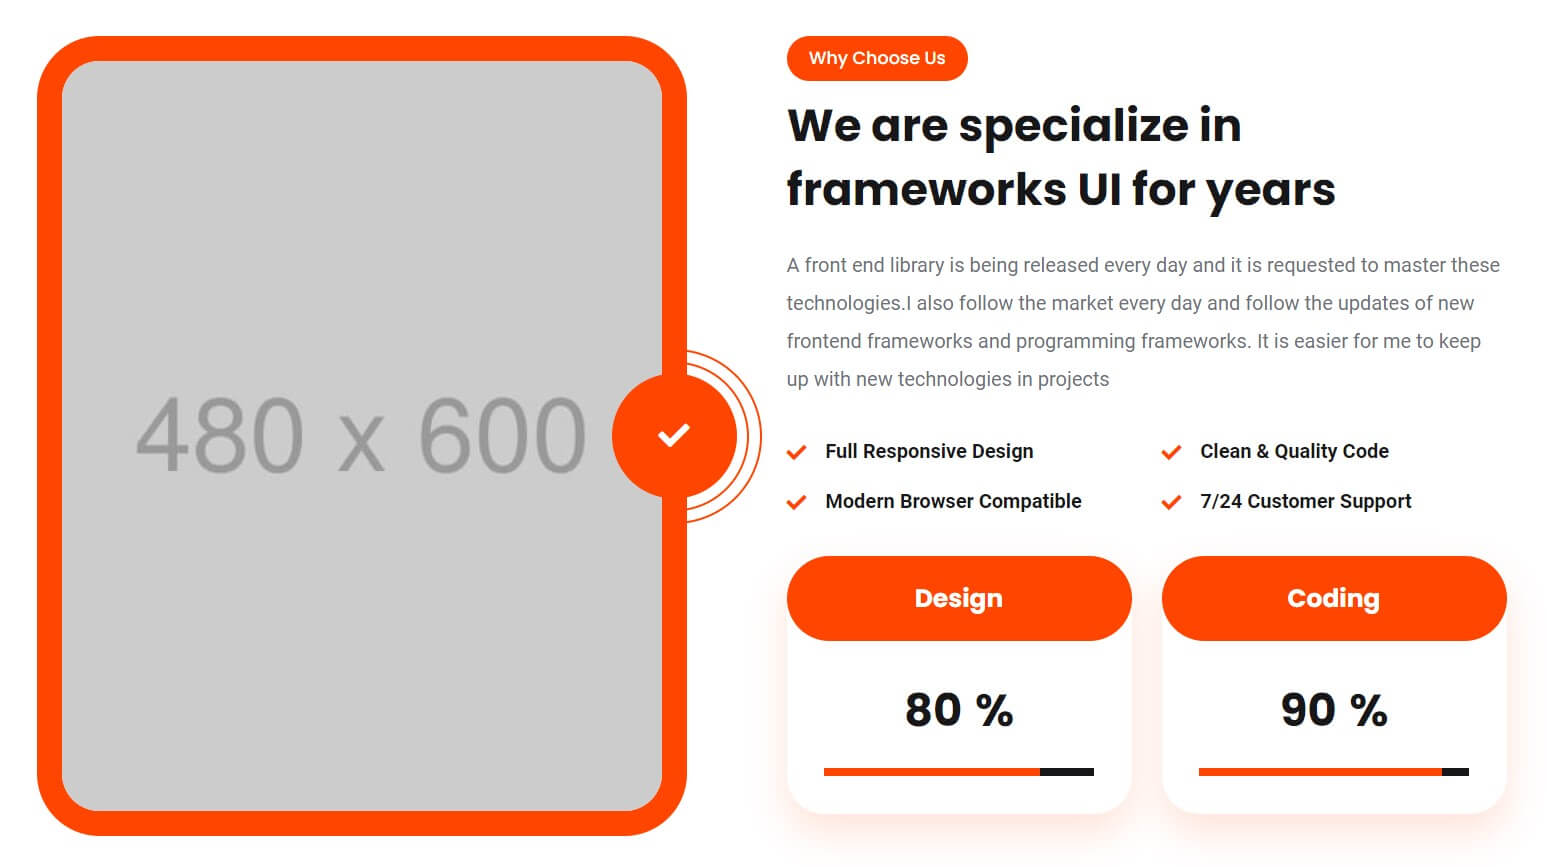 480 x 600
Why Choose Us
We are specialize in
frameworks UI for years
A front end library is being released every day and it is requested to master these
technologies.I also follow the market every day and follow the updates of new
frontend frameworks and programming frameworks. It is easier for me to keep
up with new technologies in projects
Full Responsive Design
Clean & Quality Code
Modern Browser Compatible
7/24 Customer Support
Design
Coding
80 %
90 %